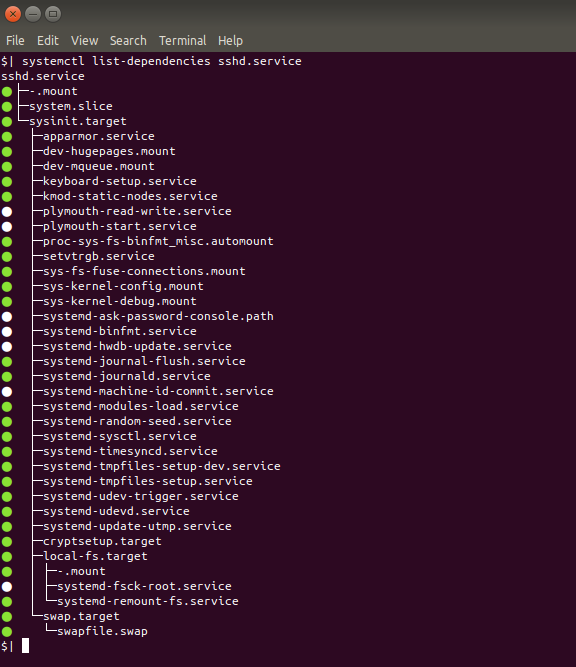 File Edit View Search Terminal Help
$| systemctl list-dependencies sshd.service
sshd.service
● ├─-.mount
● ├─system.slice
● └─sysinit.target
●   ├─apparmor.service
●   ├─dev-hugepages.mount
●   ├─dev-mqueue.mount
●   ├─keyboard-setup.service
●   ├─kmod-static-nodes.service
●   ├─plymouth-read-write.service
●   ├─plymouth-start.service
●   ├─proc-sys-fs-binfmt_misc.automount
●   ├─setvtrgb.service
●   ├─sys-fs-fuse-connections.mount
●   ├─sys-kernel-config.mount
●   ├─sys-kernel-debug.mount
●   ├─systemd-ask-password-console.path
●   ├─systemd-binfmt.service
●   ├─systemd-hwdb-update.service
●   ├─systemd-journal-flush.service
●   ├─systemd-journald.service
●   ├─systemd-machine-id-commit.service
●   ├─systemd-modules-load.service
●   ├─systemd-random-seed.service
●   ├─systemd-sysctl.service
●   ├─systemd-timesyncd.service
●   ├─systemd-tmpfiles-setup-dev.service
●   ├─systemd-tmpfiles-setup.service
●   ├─systemd-udev-trigger.service
●   ├─systemd-udevd.service
●   ├─systemd-update-utmp.service
●   ├─cryptsetup.target
●   ├─local-fs.target
●   │ ├─-.mount
●   │ ├─systemd-fsck-root.service
●   │ └─systemd-remount-fs.service
●   └─swap.target
●     └─swapfile.swap
$|